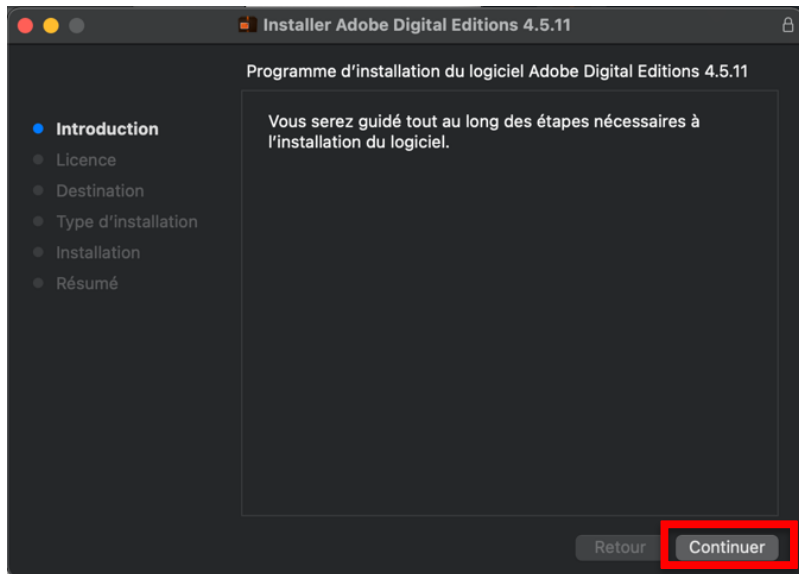 Installer Adobe Digital Editions 4.5.11
Programme d’installation du logiciel Adobe Digital Editions 4.5.11
Introduction
Licence
Destination
Type d’installation
Installation
Résumé
Vous serez guidé tout au long des étapes nécessaires à
l’installation du logiciel.
Retour
Continuer